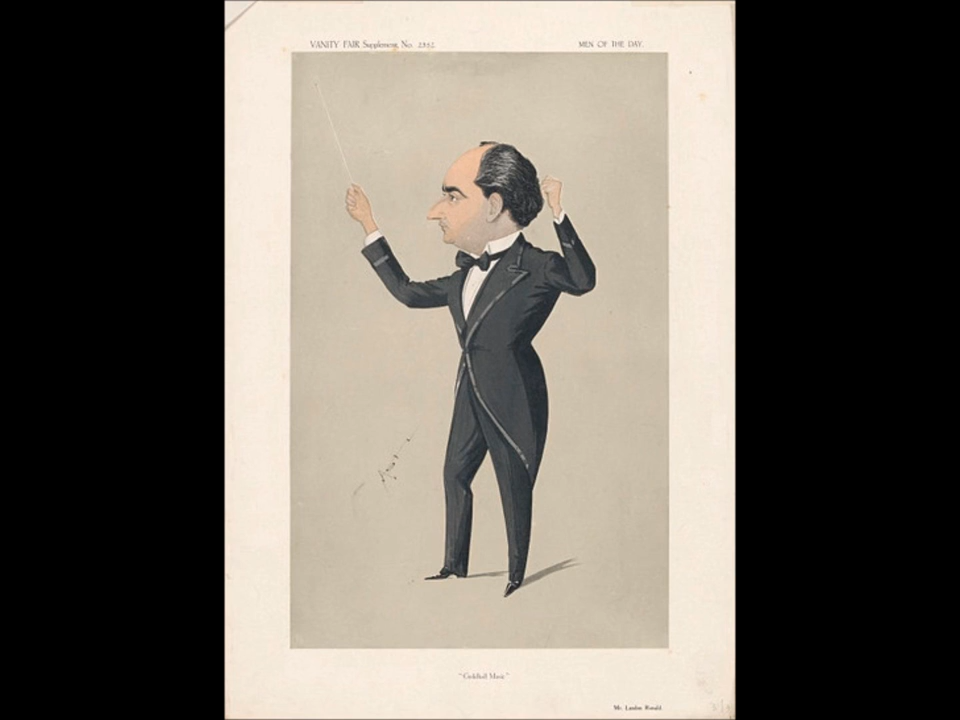 VANITY FAIR Supplement, No. 2352.
MEN OF THE DAY.
"Guildhall Music"
Mr. Landon Ronald.